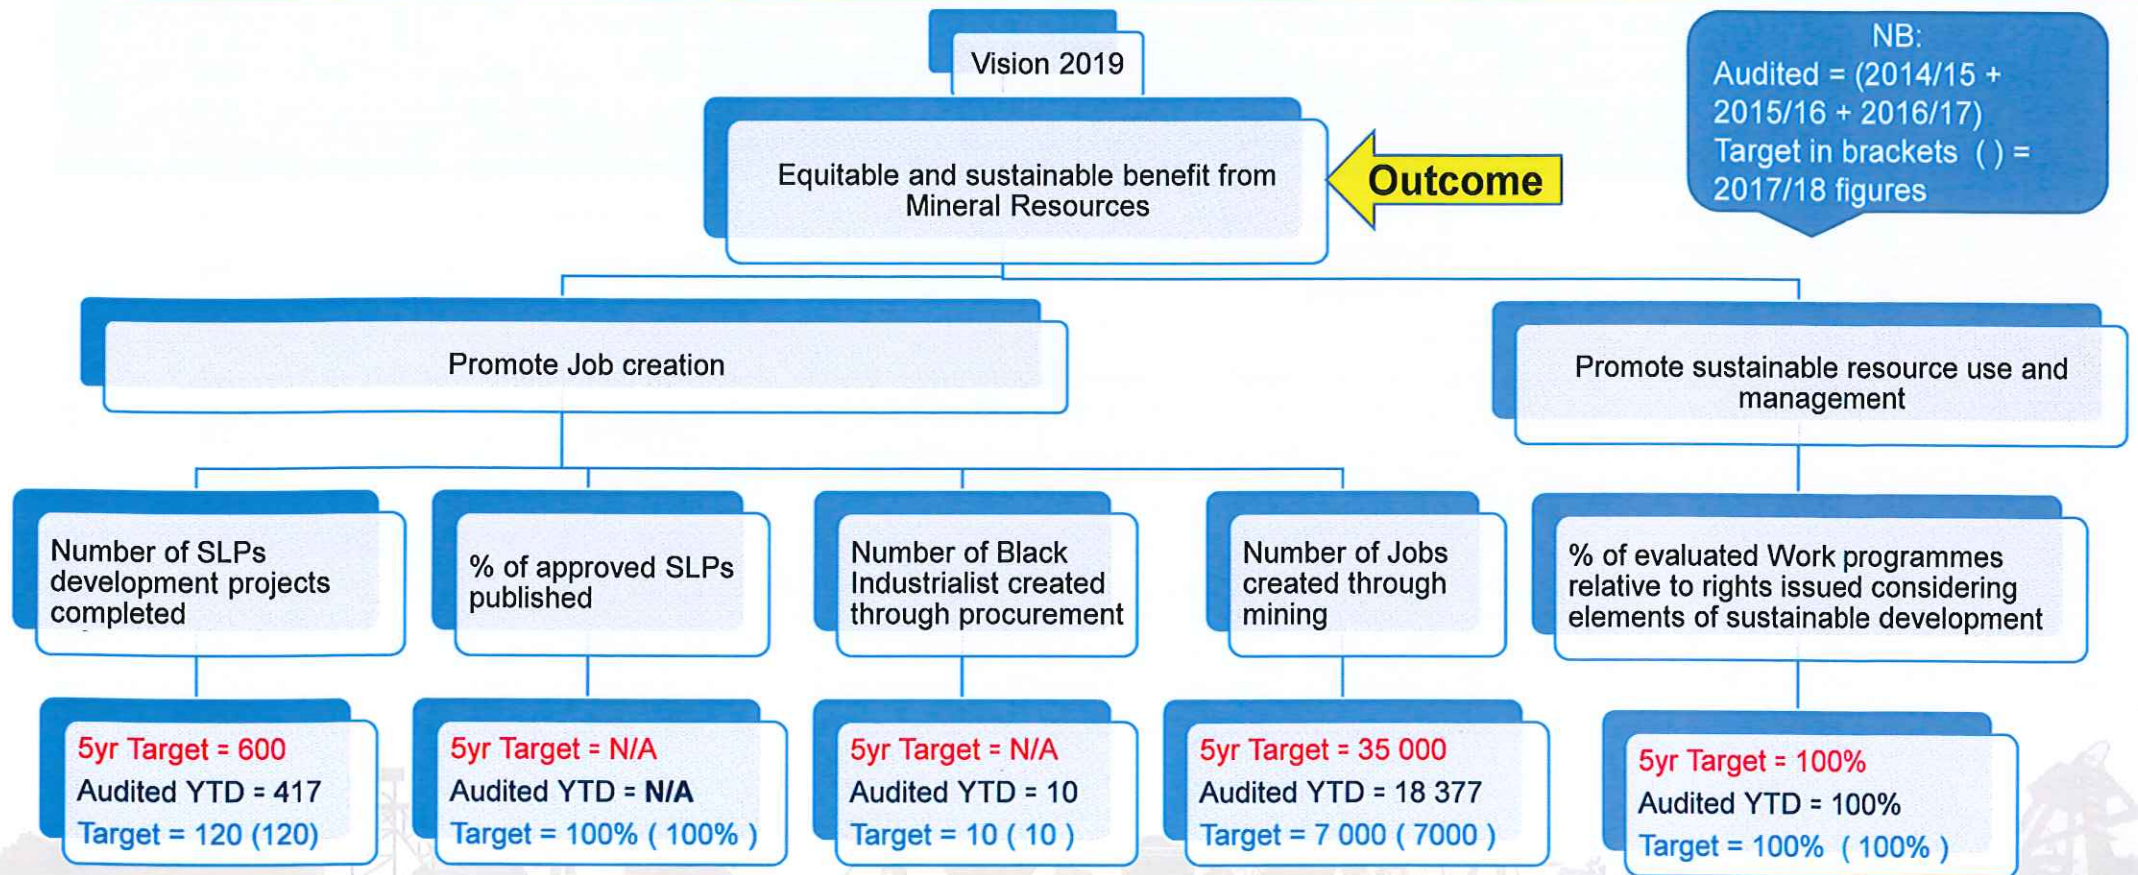 Vision 2019
NB:
Audited = (2014/15 +
2015/16 + 2016/17)
Target in brackets ( ) =
2017/18 figures
Equitable and sustainable benefit from
Mineral Resources
Outcome
Promote Job creation
Promote sustainable resource use and
management
Number of SLPs
development projects
completed
% of approved SLPs
published
Number of Black
Industrialist created
through procurement
Number of Jobs
created through
mining
% of evaluated Work programmes
relative to rights issued considering
elements of sustainable development
5yr Target = 600
Audited YTD = 417
Target = 120 (120)
5yr Target = N/A
Audited YTD = N/A
Target = 100% ( 100% )
5yr Target = N/A
Audited YTD = 10
Target = 10 ( 10 )
5yr Target = 35 000
Audited YTD = 18 377
Target = 7 000 ( 7000 )
5yr Target = 100%
Audited YTD = 100%
Target = 100% ( 100% )